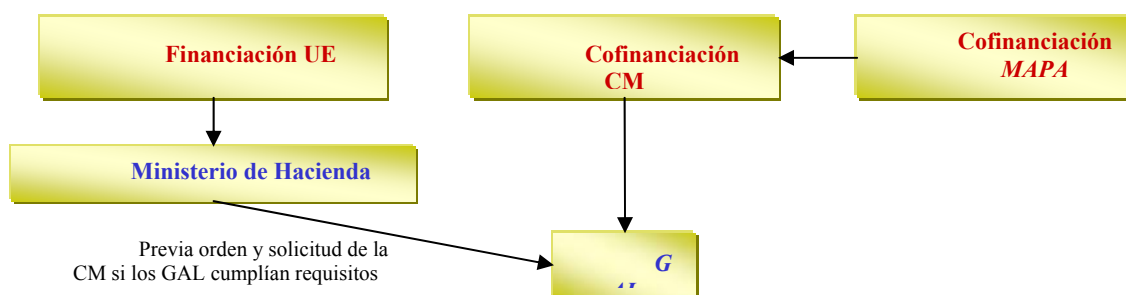 Financiación UE
Cofinanciación
CM
Cofinanciación
MAPA
Ministerio de Hacienda
Previa orden y solicitud de la
CM si los GAL cumplían requisitos
G